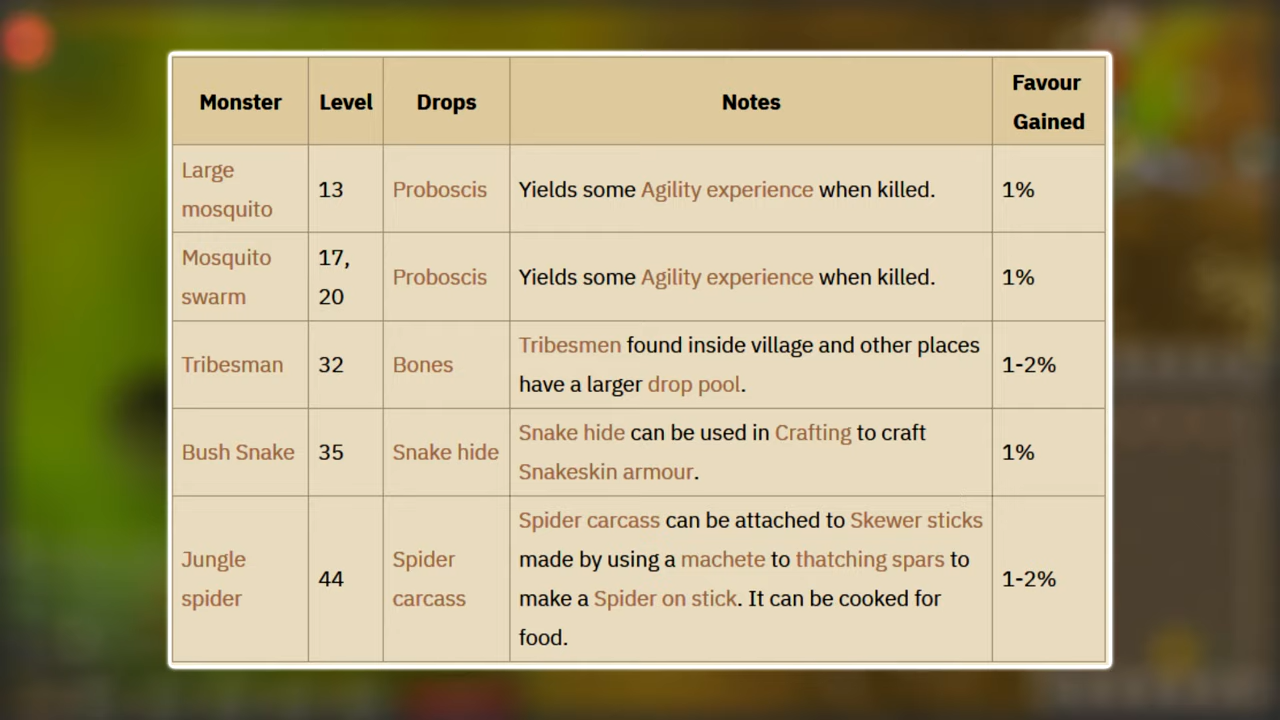 Monster Level Drops Notes Favour Gained
Large mosquito 13 Proboscis Yields some Agility experience when killed. 1%
Mosquito swarm 17, 20 Proboscis Yields some Agility experience when killed. 1%
Tribesman 32 Bones Tribesmen found inside village and other places have a larger drop pool. 1-2%
Bush Snake 35 Snake hide Snake hide can be used in Crafting to craft Snakeskin armour. 1%
Jungle spider 44 Spider carcass Spider carcass can be attached to Skewer sticks made by using a machete to thatching spars to make a Spider on stick. It can be cooked for food. 1-2%